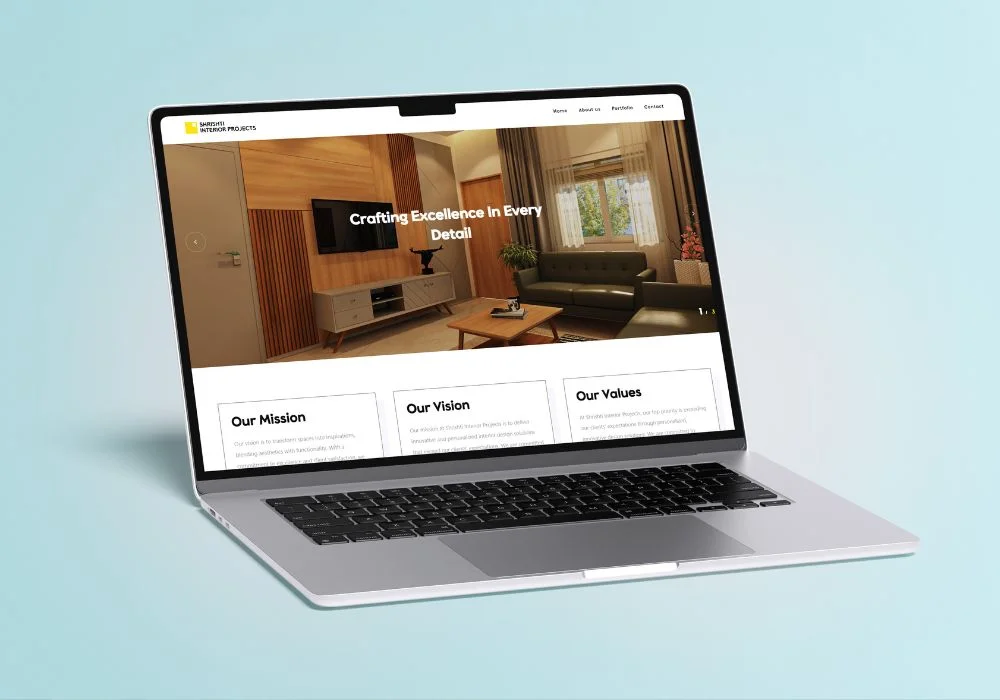 SHRISHTI
INTERIOR PROJECTS
Home About us Portfolio Contact
Crafting Excellence In Every
Detail
1 / 3
Our Mission
Our vision is to transform spaces into inspirations,
blending aesthetics with functionality. With a
commitment to excellence and client satisfaction, we
Our Vision
Our mission at Shrishti Interior Projects is to deliver
innovative and personalized interior design solutions
that exceed our clients' expectations. We are committed
Our Values
At Shrishti Interior Projects, our top priority is exceeding
our clients' expectations through personalized,
innovative design solutions. We are committed to